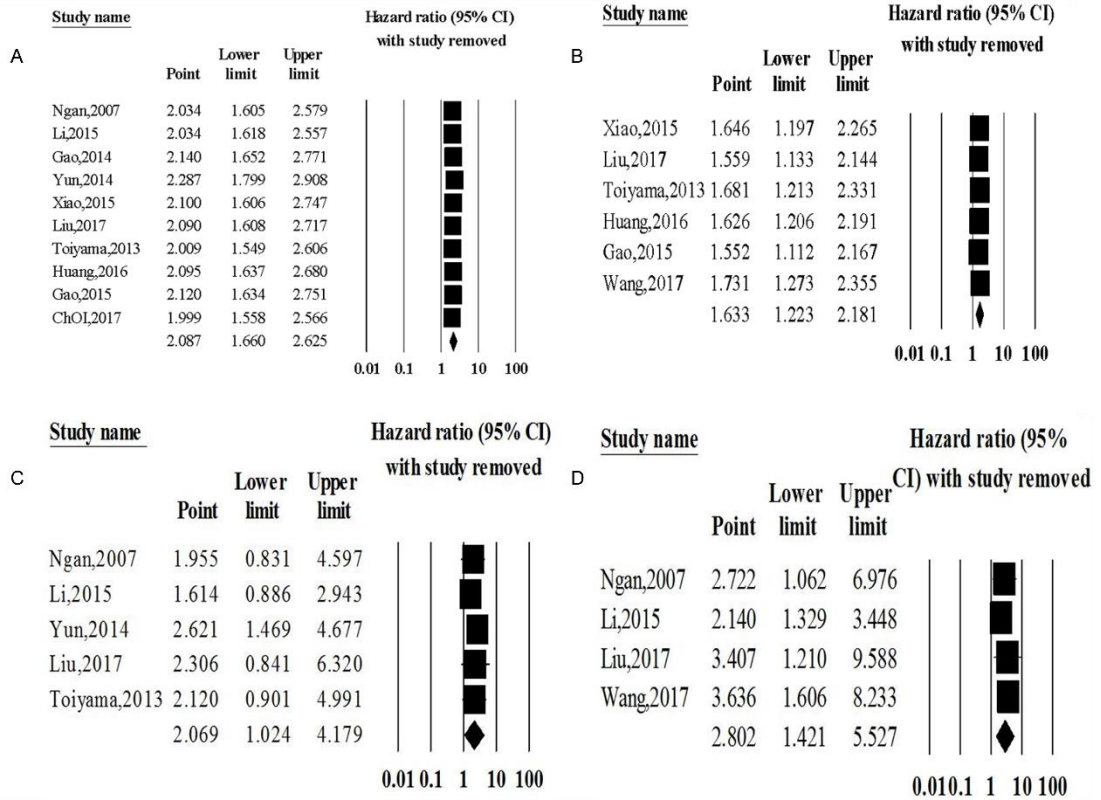 A
Study name
Hazard ratio (95% CI)
with study removed
Lower Upper
Point limit limit
Ngan,2007 2.034 1.605 2.579
Li,2015 2.034 1.618 2.557
Gao,2014 2.140 1.652 2.771
Yun,2014 2.287 1.799 2.908
Xiao,2015 2.100 1.606 2.747
Liu,2017 2.090 1.608 2.717
Toiyama,2013 2.009 1.549 2.606
Huang,2016 2.095 1.637 2.680
Gao,2015 2.120 1.634 2.751
ChOI,2017 1.999 1.558 2.566
2.087 1.660 2.625
0.01 0.1 1 10 100
B
Study name
Hazard ratio (95% CI)
with study removed
Lower Upper
Point limit limit
Xiao,2015 1.646 1.197 2.265
Liu,2017 1.559 1.133 2.144
Toiyama,2013 1.681 1.213 2.331
Huang,2016 1.626 1.206 2.191
Gao,2015 1.552 1.112 2.167
Wang,2017 1.731 1.273 2.355
1.633 1.223 2.181
0.01 0.1 1 10 100
C
Study name
Hazard ratio (95% CI)
with study removed
Lower Upper
Point limit limit
Ngan,2007 1.955 0.831 4.597
Li,2015 1.614 0.886 2.943
Yun,2014 2.621 1.469 4.677
Liu,2017 2.306 0.841 6.320
Toiyama,2013 2.120 0.901 4.991
2.069 1.024 4.179
0.01 0.1 1 10 100
D
Study name
Hazard ratio (95%
CI) with study removed
Lower Upper
Point limit limit
Ngan,2007 2.722 1.062 6.976
Li,2015 2.140 1.329 3.448
Liu,2017 3.407 1.210 9.588
Wang,2017 3.636 1.606 8.233
2.802 1.421 5.527
0.01 0.1 1 10 100